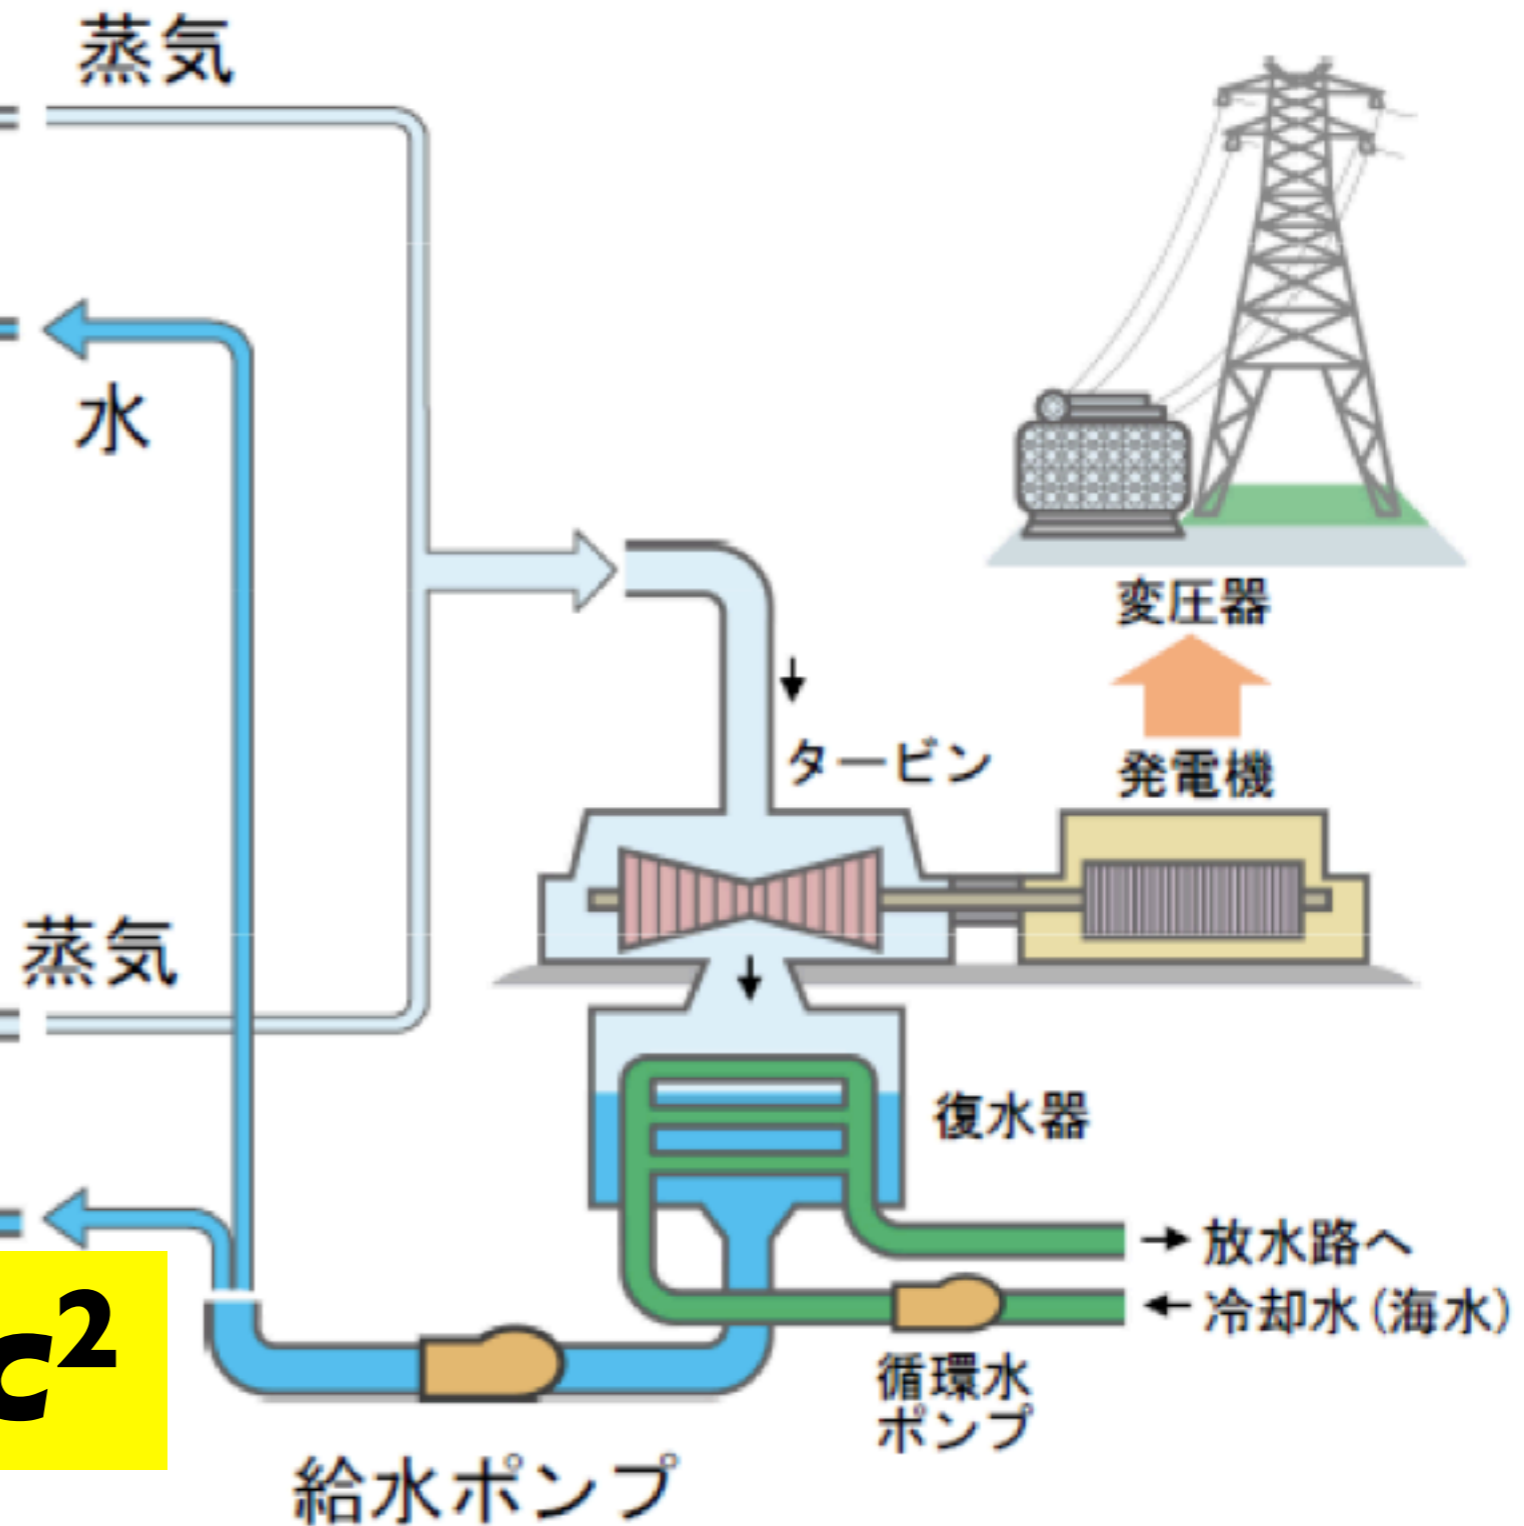 蒸気
水
変圧器
タービン
発電機
蒸気
復水器
放水路へ
冷却水(海水)
c²
循環水
ポンプ
給水ポンプ